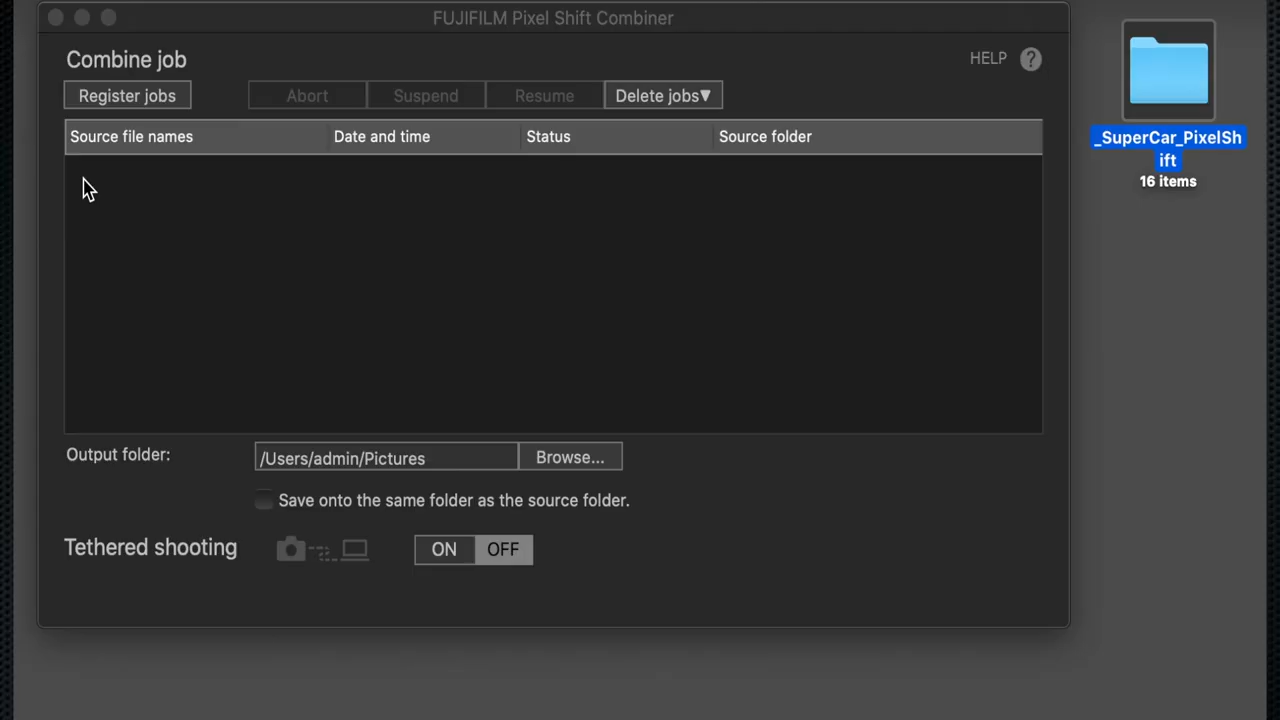 FUJIFILM Pixel Shift Combiner
Combine job
HELP ?
Register jobs
Abort
Suspend
Resume
Delete jobs▼
Source file names
Date and time
Status
Source folder
Output folder:
/Users/admin/Pictures
Browse...
Save onto the same folder as the source folder.
Tethered shooting
ON
OFF
_SuperCar_PixelSh
ift
16 items